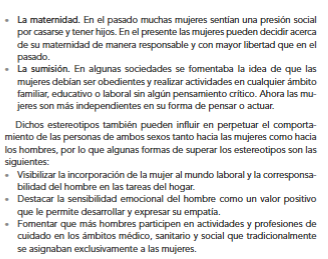 • La maternidad. En el pasado muchas mujeres sentían una presión social
por casarse y tener hijos. En el presente las mujeres pueden decidir acerca
de su maternidad de manera responsable y con mayor libertad que en el
pasado.
• La sumisión. En algunas sociedades se fomentaba la idea de que las
mujeres debían ser obedientes y realizar actividades en cualquier ámbito
familiar, educativo o laboral sin algún pensamiento crítico. Ahora las mu-
jeres son más independientes en su forma de pensar o actuar.
Dichos estereotipos también pueden influir en perpetuar el comporta-
miento de las personas de ambos sexos tanto hacia las mujeres como hacia
los hombres, por lo que algunas formas de superar los estereotipos son las
siguientes:
• Visibilizar la incorporación de la mujer al mundo laboral y la corresponsa-
bilidad del hombre en las tareas del hogar.
• Destacar la sensibilidad emocional del hombre como un valor positivo
que le permite desarrollar y expresar su empatía.
• Fomentar que más hombres participen en actividades y profesiones de
cuidado en los ámbitos médico, sanitario y social que tradicionalmente
se asignaban exclusivamente a las mujeres.